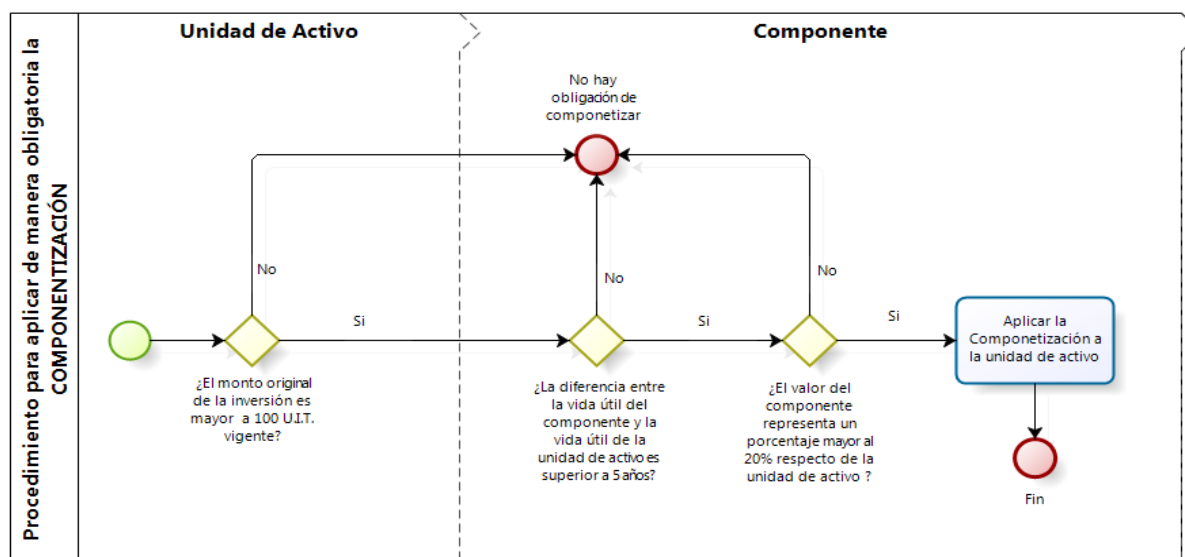 Procedimiento para aplicar de manera obligatoria la
COMPONENTIZACIÓN
Unidad de Activo
Componente
No hay
obligación de
componetizar
No
Si
No
Si
No
Si
¿El monto original
de la inversión es
mayor a 100 U.I.T.
vigente?
¿La diferencia entre
la vida útil del
componente y la
vida útil de la
unidad de activo es
superior a 5 años?
¿El valor del
componente
representa un
porcentaje mayor al
20% respecto de la
unidad de activo ?
Aplicar la
Componetización a
la unidad de activo
Fin